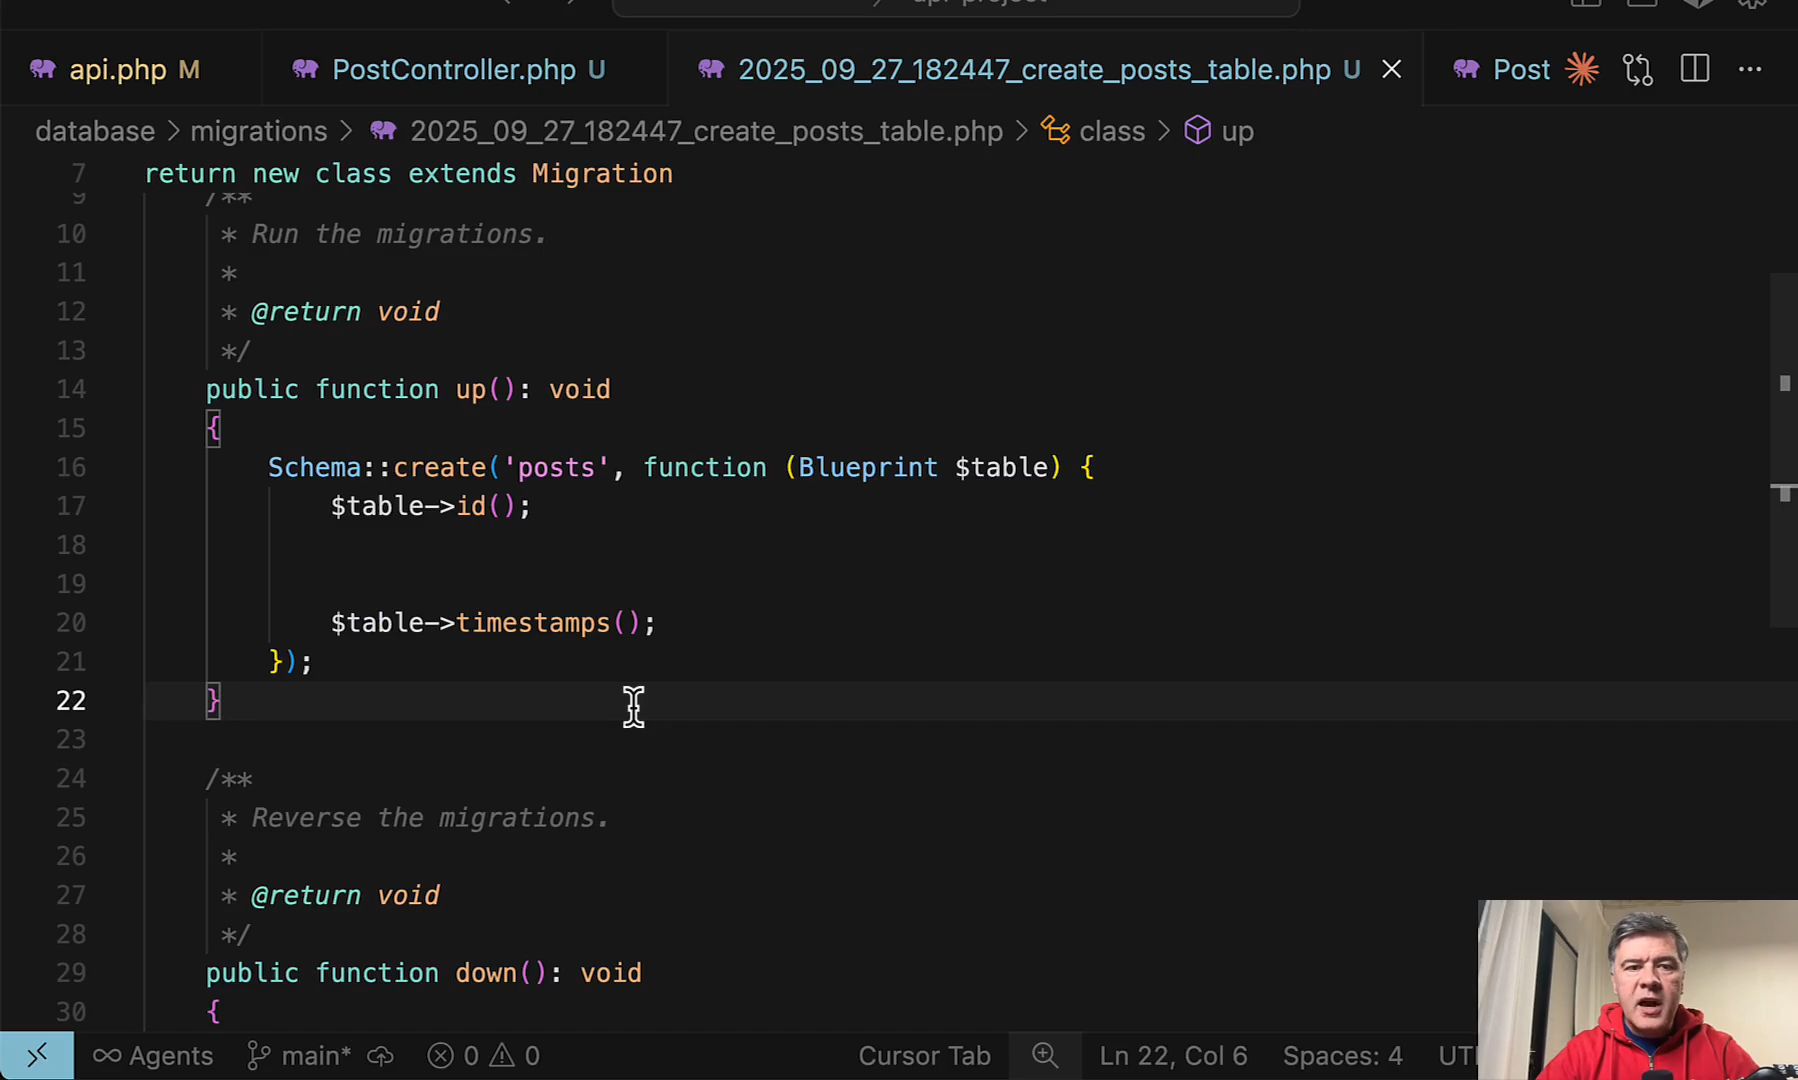 api.php M
PostController.php U
2025_09_27_182447_create_posts_table.php U
Post
database > migrations > 2025_09_27_182447_create_posts_table.php > class > up
7 return new class extends Migration
9 /**
10 * Run the migrations.
11 *
12 * @return void
13 */
14 public function up(): void
15 {
16 Schema::create('posts', function (Blueprint $table) {
17 $table->id();
18
19
20 $table->timestamps();
21 });
22 }
23
24 /**
25 * Reverse the migrations.
26 *
27 * @return void
28 */
29 public function down(): void
30 {
Agents main* 0 0 Cursor Tab Ln 22, Col 6 Spaces: 4